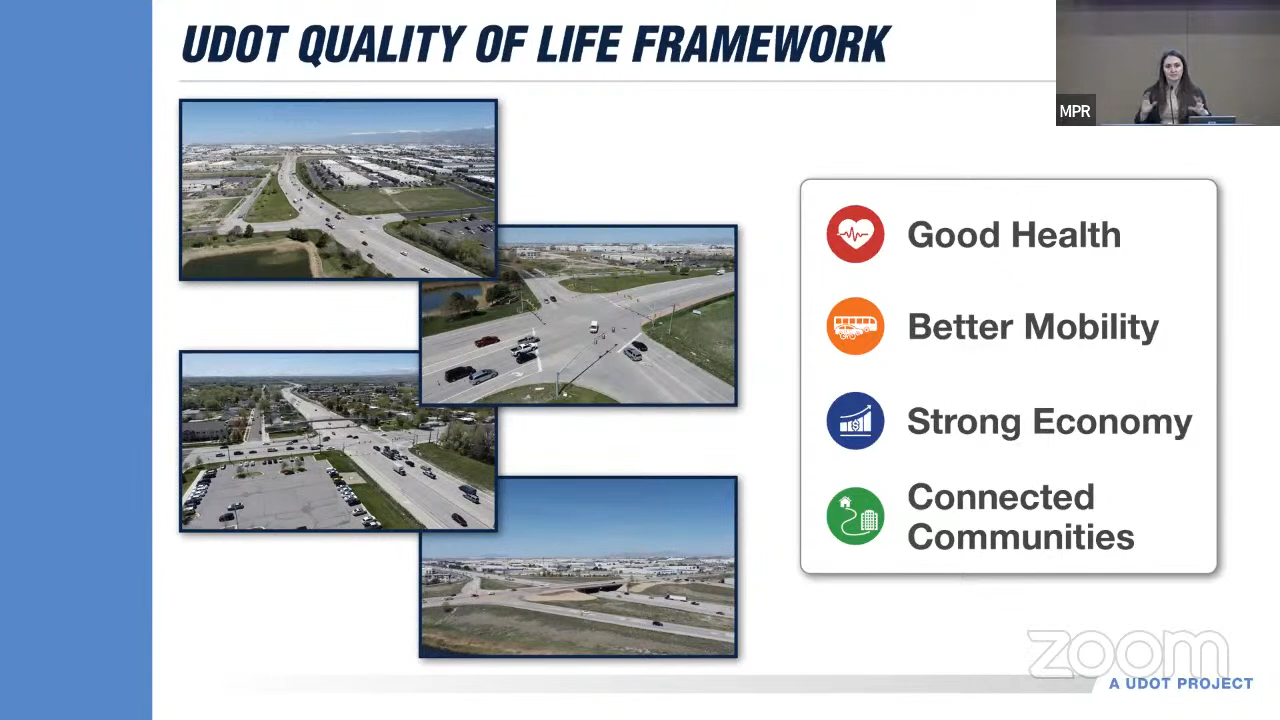 UDOT QUALITY OF LIFE FRAMEWORK
MPR
Good Health
Better Mobility
Strong Economy
Connected
Communities
zoom
A UDOT PROJECT